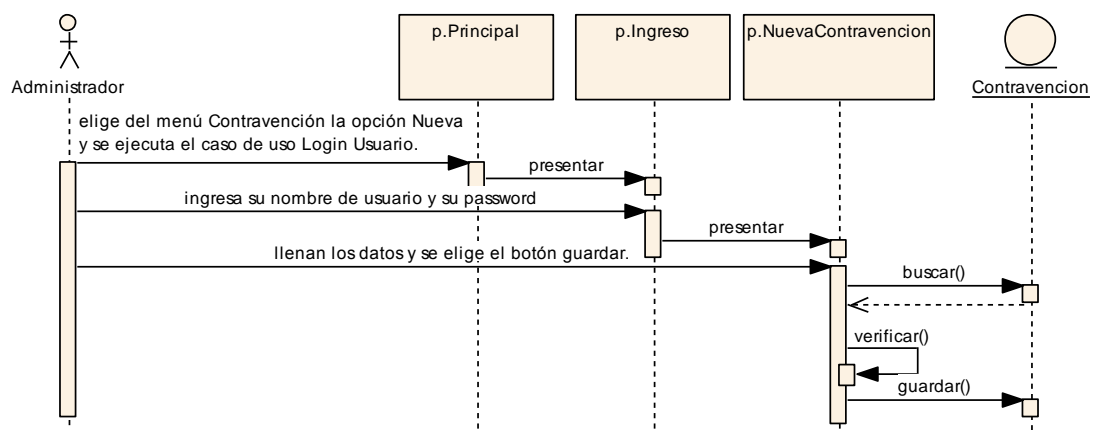 p.Principal
p.Ingreso
p.NuevaContravencion
Administrador
Contravencion
elige del menú Contravención la opción Nueva
y se ejecuta el caso de uso Login Usuario.
presentar
ingresa su nombre de usuario y su password
presentar
llenan los datos y se elige el botón guardar.
buscar()
verificar()
guardar()